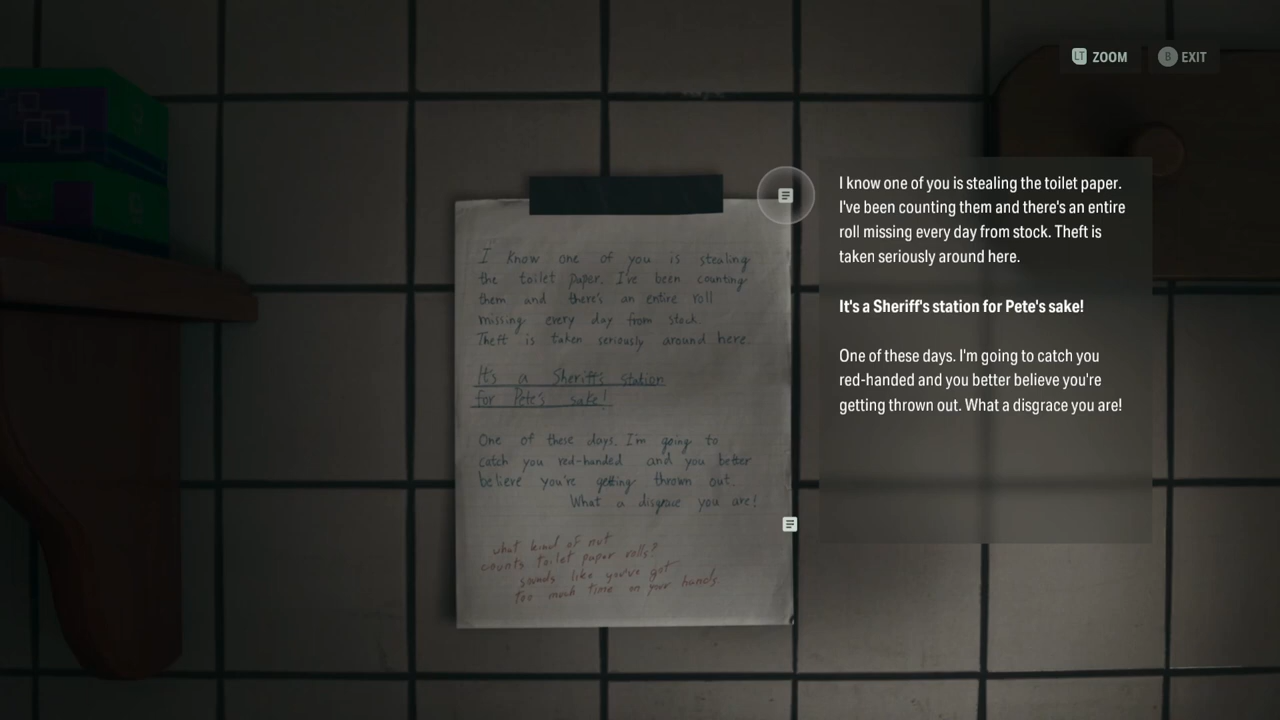 LT ZOOM
B EXIT
I know one of you is stealing
the toilet paper. I've been counting
them and there's an entire roll
missing every day from stock.
Theft is taken seriously around here.
It's a Sheriff's station
for Pete's sake!
One of these days. I'm going to
catch you red-handed and you better
believe you're getting thrown out.
What a disgrace you are!
what kind of nut
counts toilet paper rolls?
sounds like you've got
too much time on your hands.
I know one of you is stealing the toilet paper.
I've been counting them and there's an entire
roll missing every day from stock. Theft is
taken seriously around here.
It's a Sheriff's station for Pete's sake!
One of these days. I'm going to catch you
red-handed and you better believe you're
getting thrown out. What a disgrace you are!